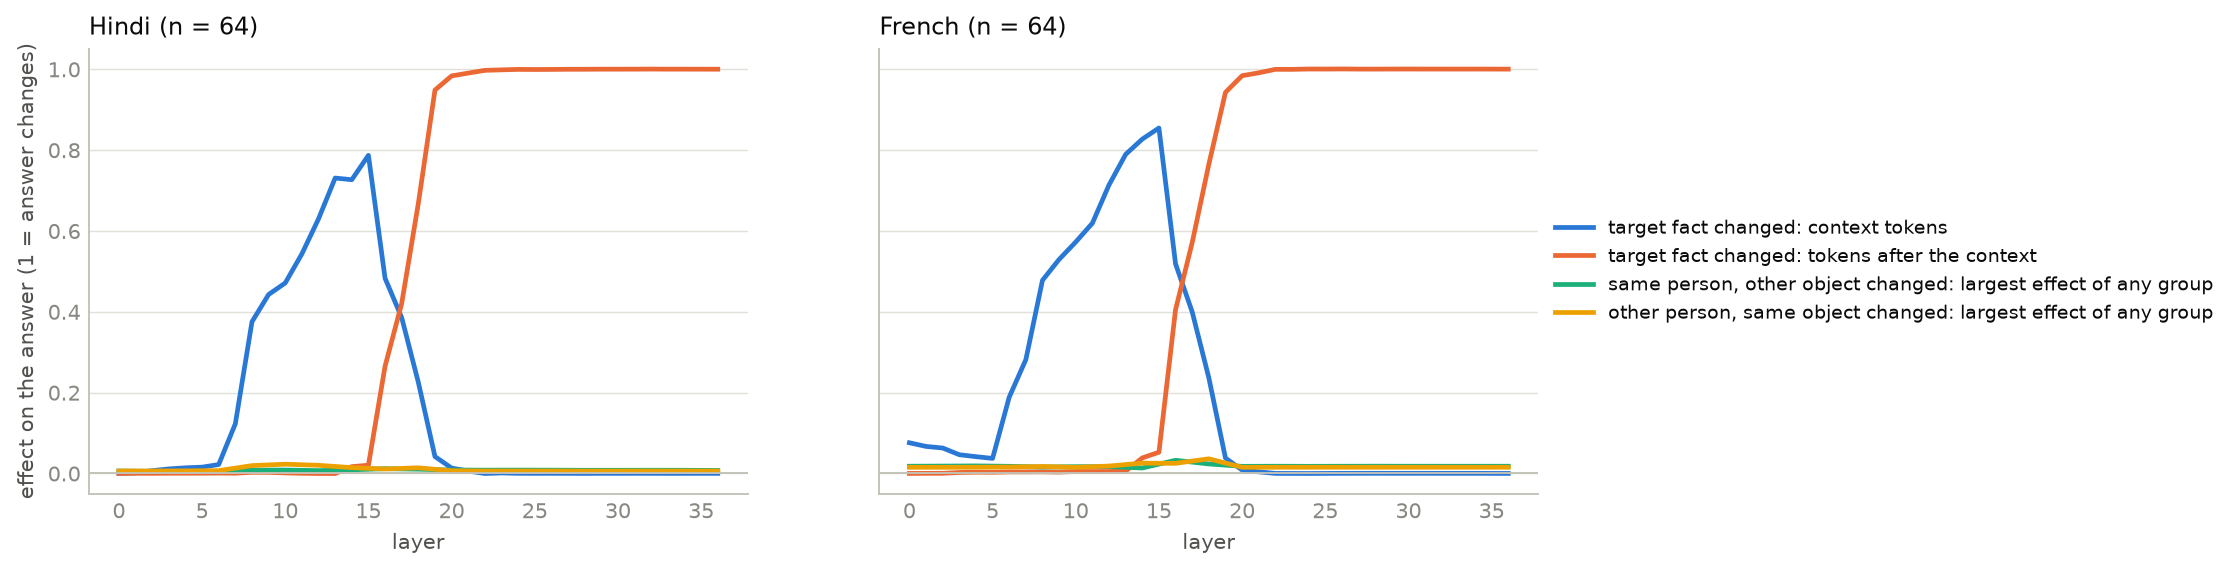 Hindi (n = 64)
French (n = 64)
effect on the answer (1 = answer changes)
1.0
0.8
0.6
0.4
0.2
0.0
0 5 10 15 20 25 30 35
0 5 10 15 20 25 30 35
layer
layer
target fact changed: context tokens
target fact changed: tokens after the context
same person, other object changed: largest effect of any group
other person, same object changed: largest effect of any group